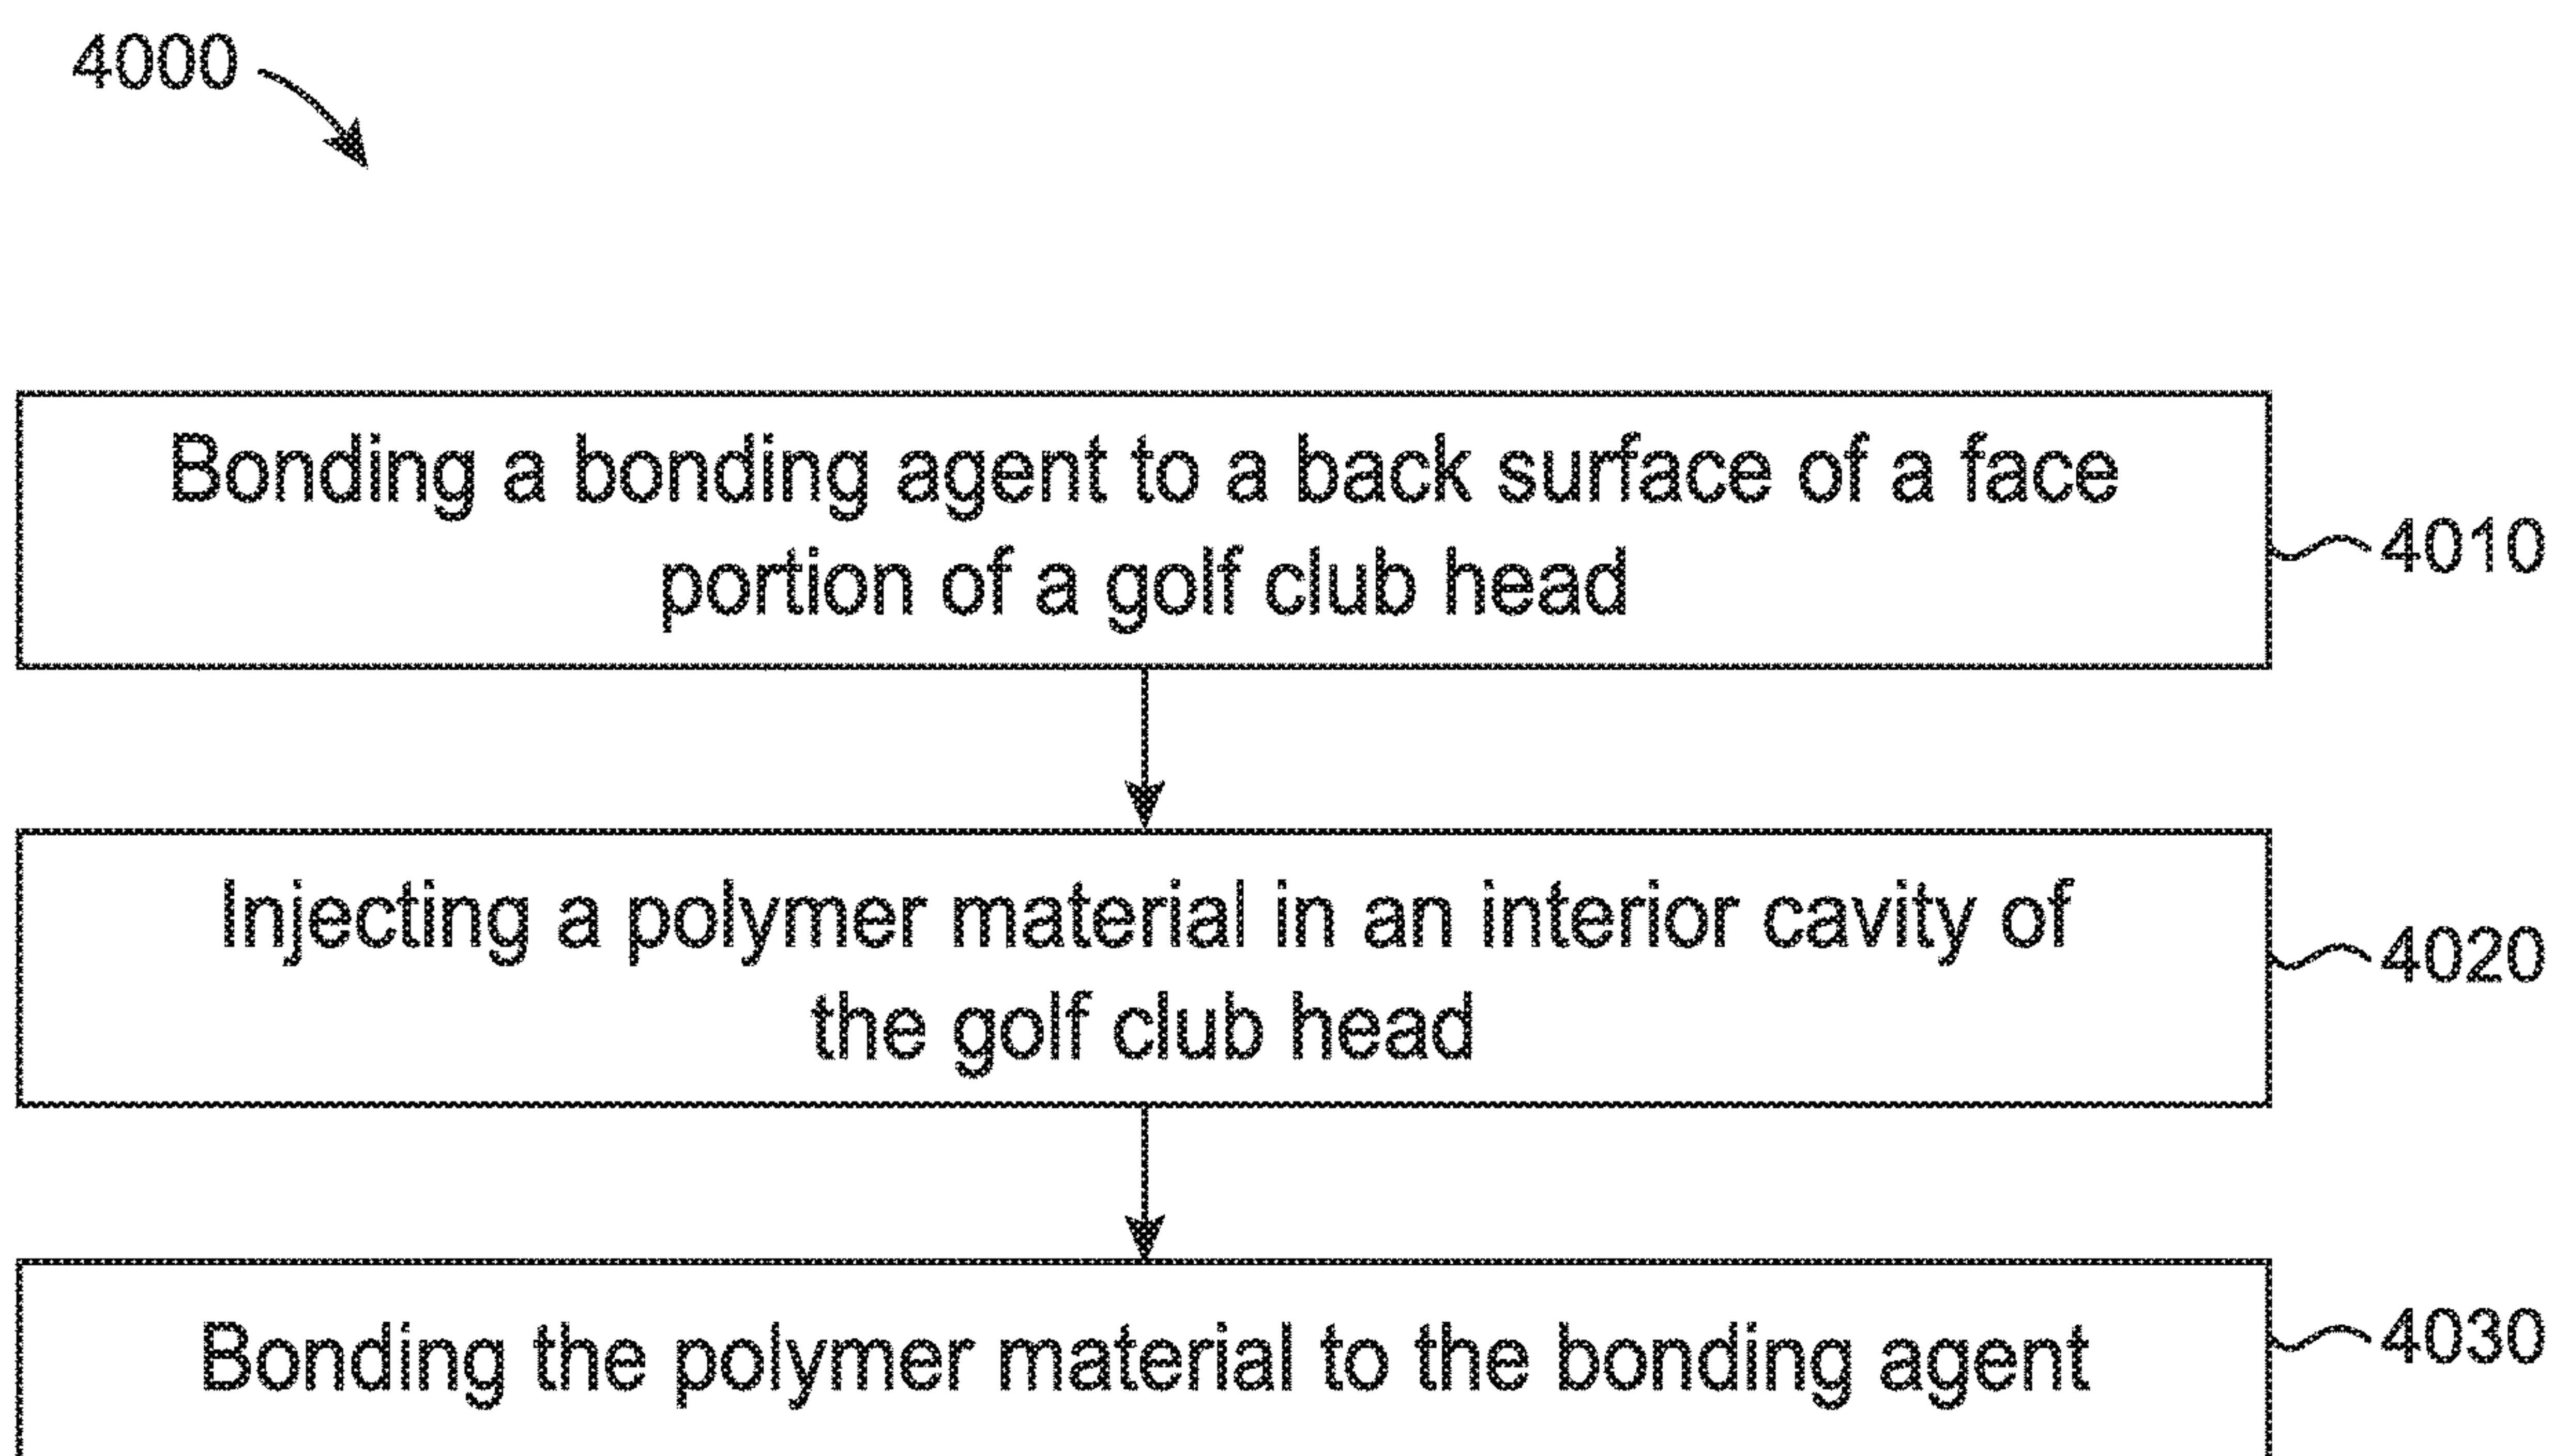 4000
Bonding a bonding agent to a back surface of a face
portion of a golf club head
4010
Injecting a polymer material in an interior cavity of
the golf club head
4020
Bonding the polymer material to the bonding agent
4030